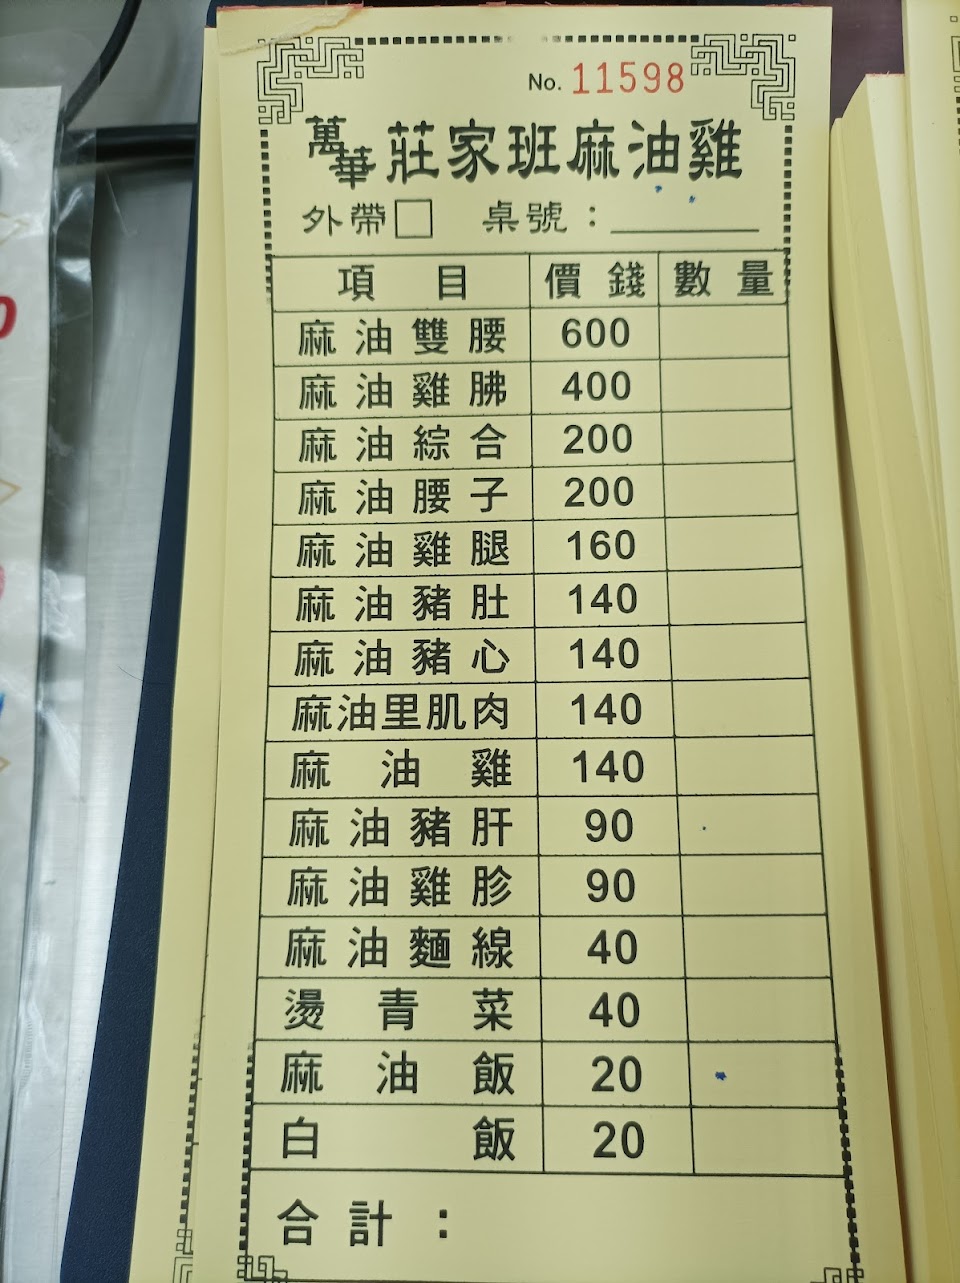 No. 11598
萬華 莊家班麻油雞
外帶□ 桌號：
項目 價錢 數量
麻油雙腰 600
麻油雞胇 400
麻油綜合 200
麻油腰子 200
麻油雞腿 160
麻油豬肚 140
麻油豬心 140
麻油里肌肉 140
麻油雞 140
麻油豬肝 90
麻油雞胗 90
麻油麵線 40
燙青菜 40
麻油飯 20
白飯 20
合計：